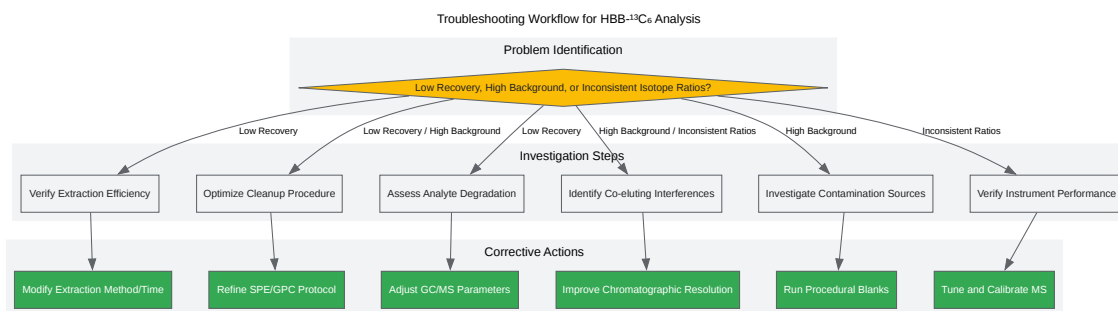 Troubleshooting Workflow for HBB-¹³C₆ Analysis
Problem Identification
Low Recovery, High Background, or Inconsistent Isotope Ratios?
Low Recovery
Low Recovery / High Background
Low Recovery
High Background / Inconsistent Ratios
High Background
Inconsistent Ratios
Investigation Steps
Verify Extraction Efficiency
Optimize Cleanup Procedure
Assess Analyte Degradation
Identify Co-eluting Interferences
Investigate Contamination Sources
Verify Instrument Performance
Corrective Actions
Modify Extraction Method/Time
Refine SPE/GPC Protocol
Adjust GC/MS Parameters
Improve Chromatographic Resolution
Run Procedural Blanks
Tune and Calibrate MS